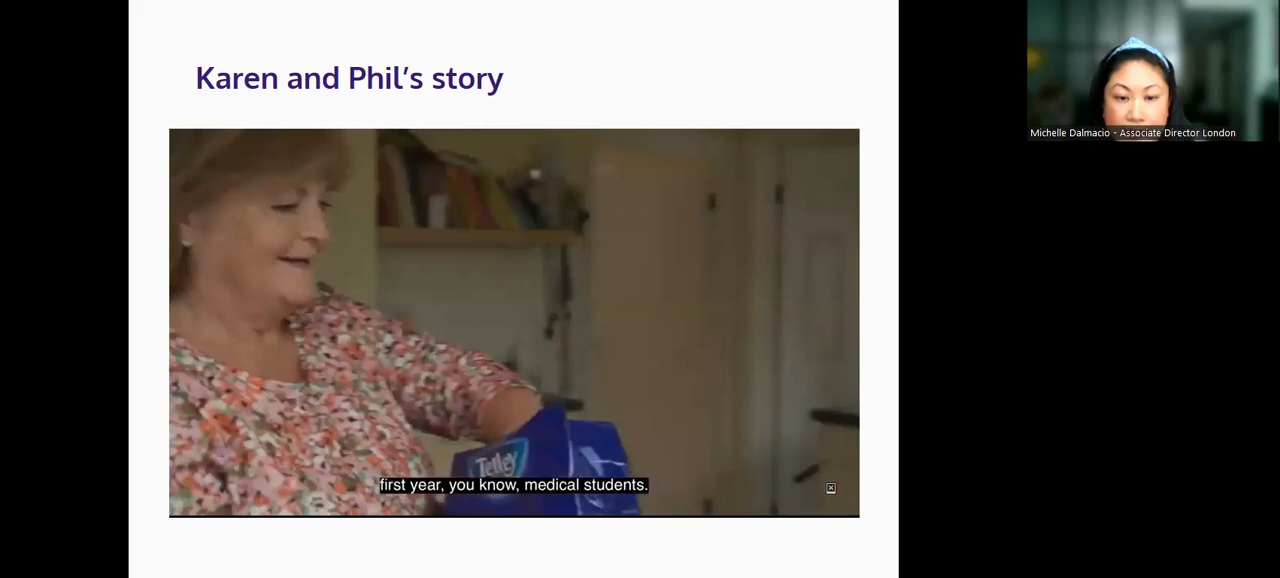 Karen and Phil's story
Michelle Dalmacio - Associate Director London
Tetley
first year, you know, medical students.